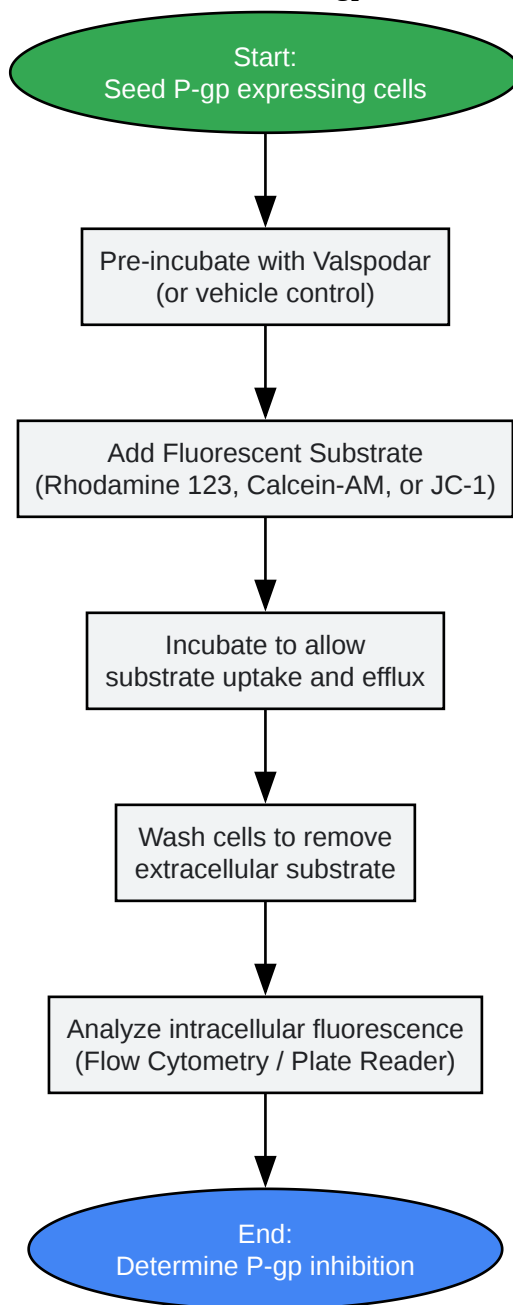 Start:
Seed P-gp expressing cells
Pre-incubate with Valspodar
(or vehicle control)
Add Fluorescent Substrate
(Rhodamine 123, Calcein-AM, or JC-1)
Incubate to allow
substrate uptake and efflux
Wash cells to remove
extracellular substrate
Analyze intracellular fluorescence
(Flow Cytometry / Plate Reader)
End:
Determine P-gp inhibition